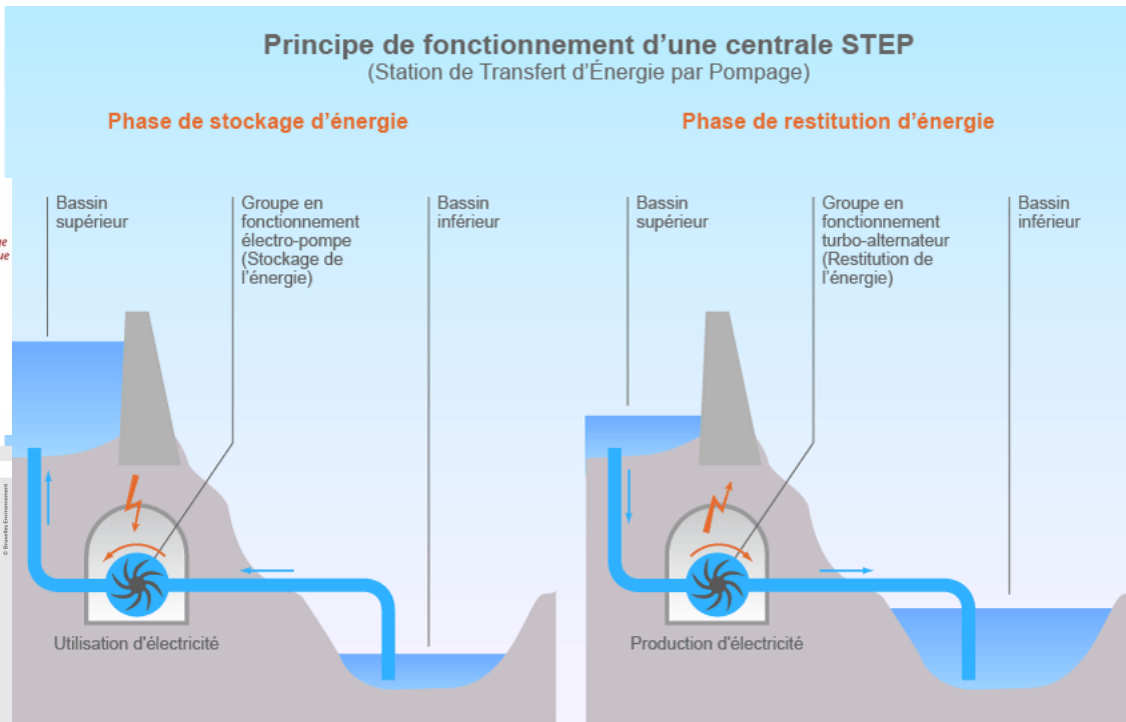 Principe de fonctionnement d'une centrale STEP
(Station de Transfert d'Énergie par Pompage)
Phase de stockage d'énergie
Bassin
supérieur
Groupe en
fonctionnement
électro-pompe
(Stockage de
l'énergie)
Bassin
inférieur
Utilisation d'électricité
Phase de restitution d'énergie
Bassin
supérieur
Groupe en
fonctionnement
turbo-alternateur
(Restitution de
l'énergie)
Bassin
inférieur
Production d'électricité
© Bruxelles Environnement